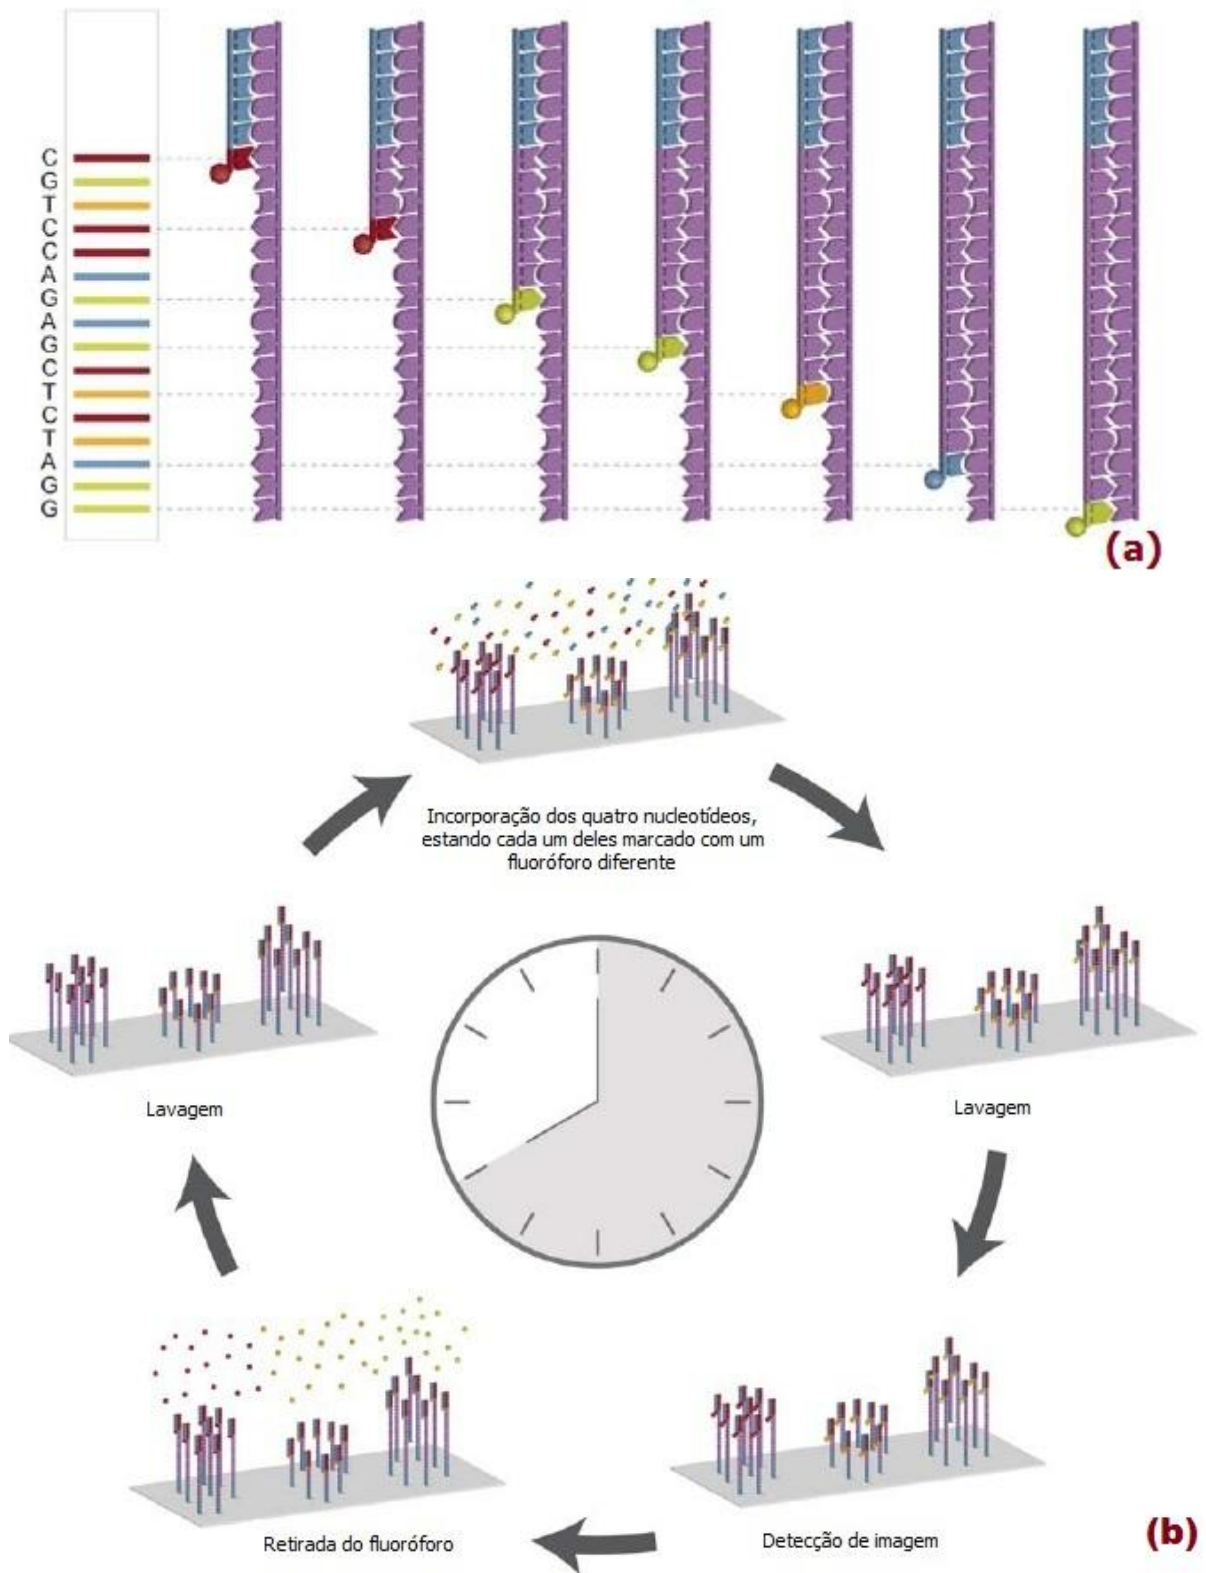 C
G
T
C
C
A
G
A
G
C
T
C
T
A
G
G
(a)
Incorporação dos quatro nucleotídeos,
estando cada um deles marcado com um
fluoróforo diferente
Lavagem
Lavagem
Retirada do fluoróforo
Detecção de imagem
(b)